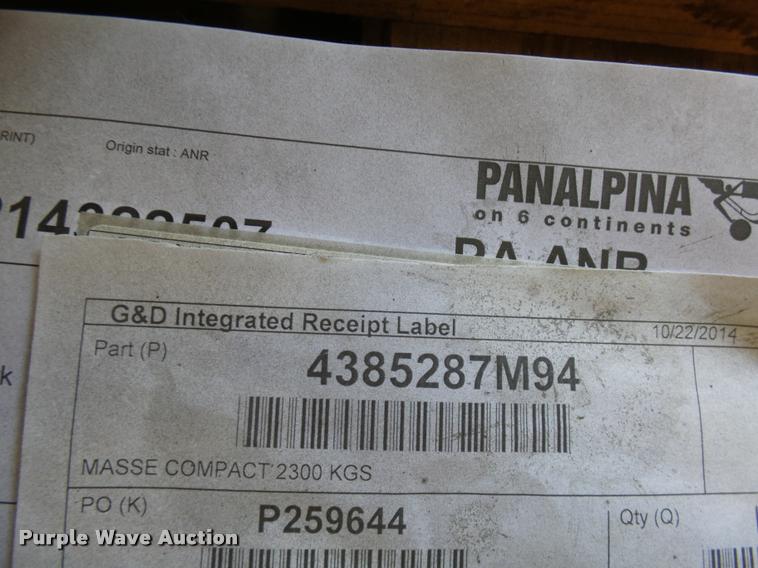 RINT)
Origin stat : ANR
PANALPINA
on 6 continents
G&D Integrated Receipt Label
10/22/2014
Part (P)
4385287M94
k
MASSE COMPACT 2300 KGS
PO (K)
P259644
Qty (Q)
Purple Wave Auction